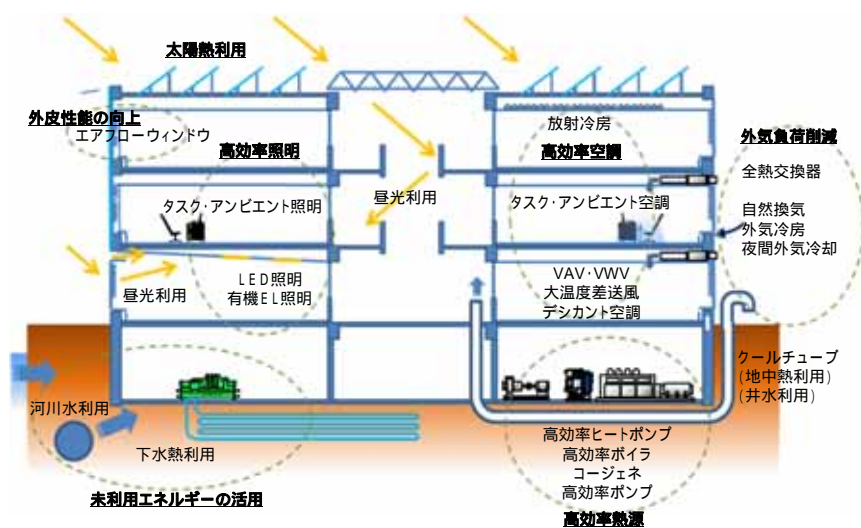 太陽熱利用
外皮性能の向上
エアフローウィンドウ
高効率照明
放射冷房
高効率空調
外気負荷削減
全熱交換器
タスク・アンビエント照明
昼光利用
タスク・アンビエント空調
自然換気
外気冷房
夜間外気冷却
昼光利用
LED照明
有機EL照明
VAV・VWV
大温度差送風
デシカント空調
クールチューブ
(地中熱利用)
(井水利用)
河川水利用
下水熱利用
高効率ヒートポンプ
高効率ボイラ
コージェネ
高効率ポンプ
未利用エネルギーの活用
高効率熱源